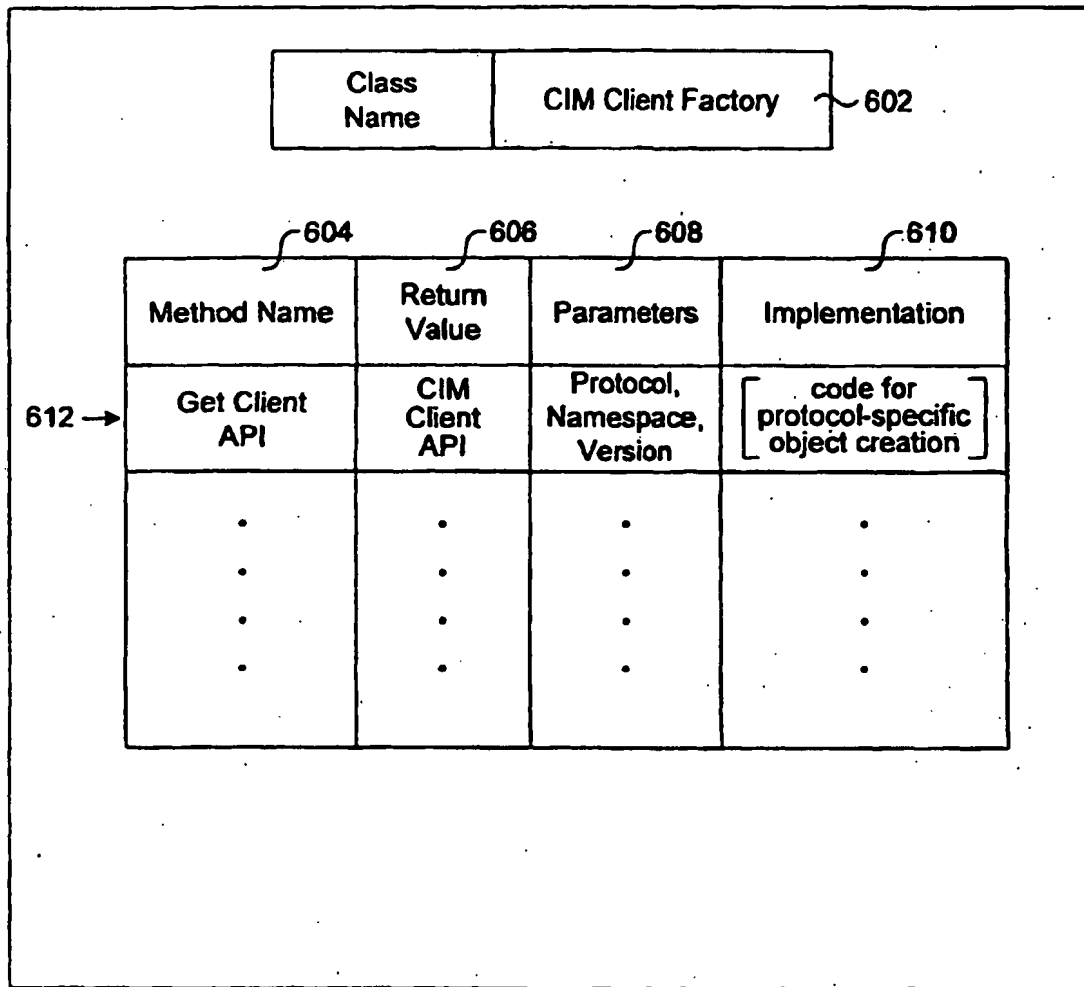 Class
Name
CIM Client Factory
602
604
606
608
610
Method Name
Return
Value
Parameters
Implementation
612
Get Client
API
CIM
Client
API
Protocol,
Namespace,
Version
code for
protocol-specific
object creation